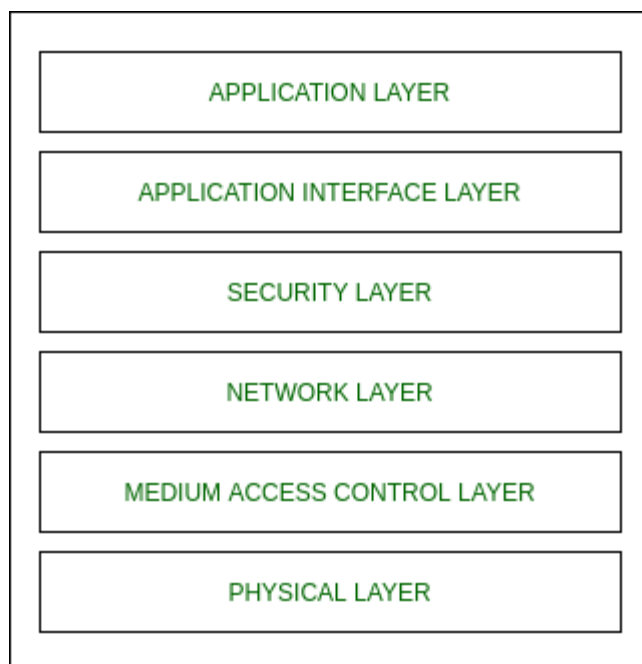 APPLICATION LAYER
APPLICATION INTERFACE LAYER
SECURITY LAYER
NETWORK LAYER
MEDIUM ACCESS CONTROL LAYER
PHYSICAL LAYER